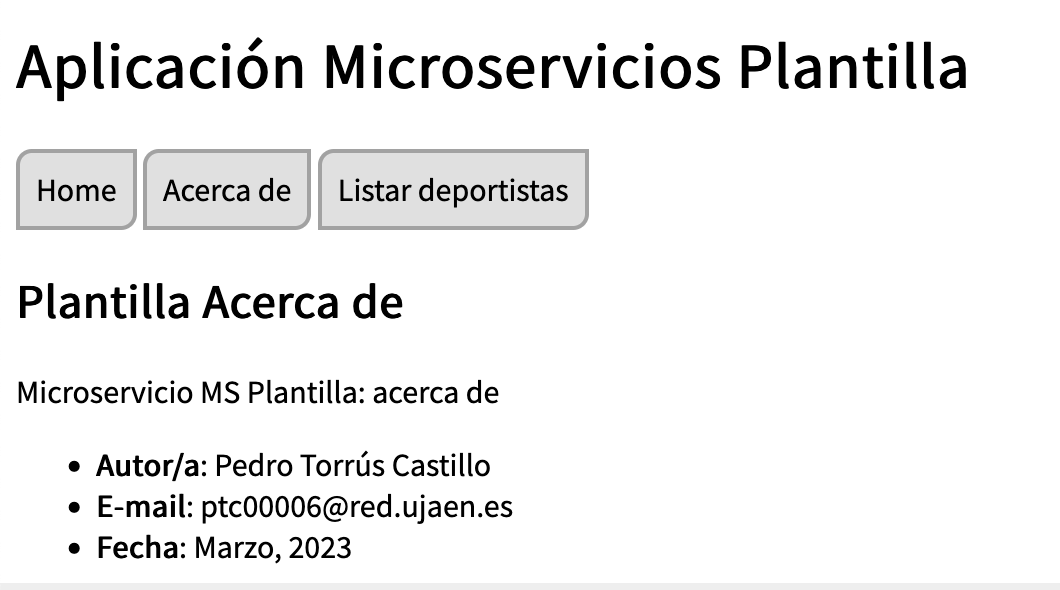 Aplicación Microservicios Plantilla
Home Acerca de Listar deportistas
Plantilla Acerca de
Microservicio MS Plantilla: acerca de
• Autor/a: Pedro Torrús Castillo
• E-mail: ptc00006@red.ujaen.es
• Fecha: Marzo, 2023